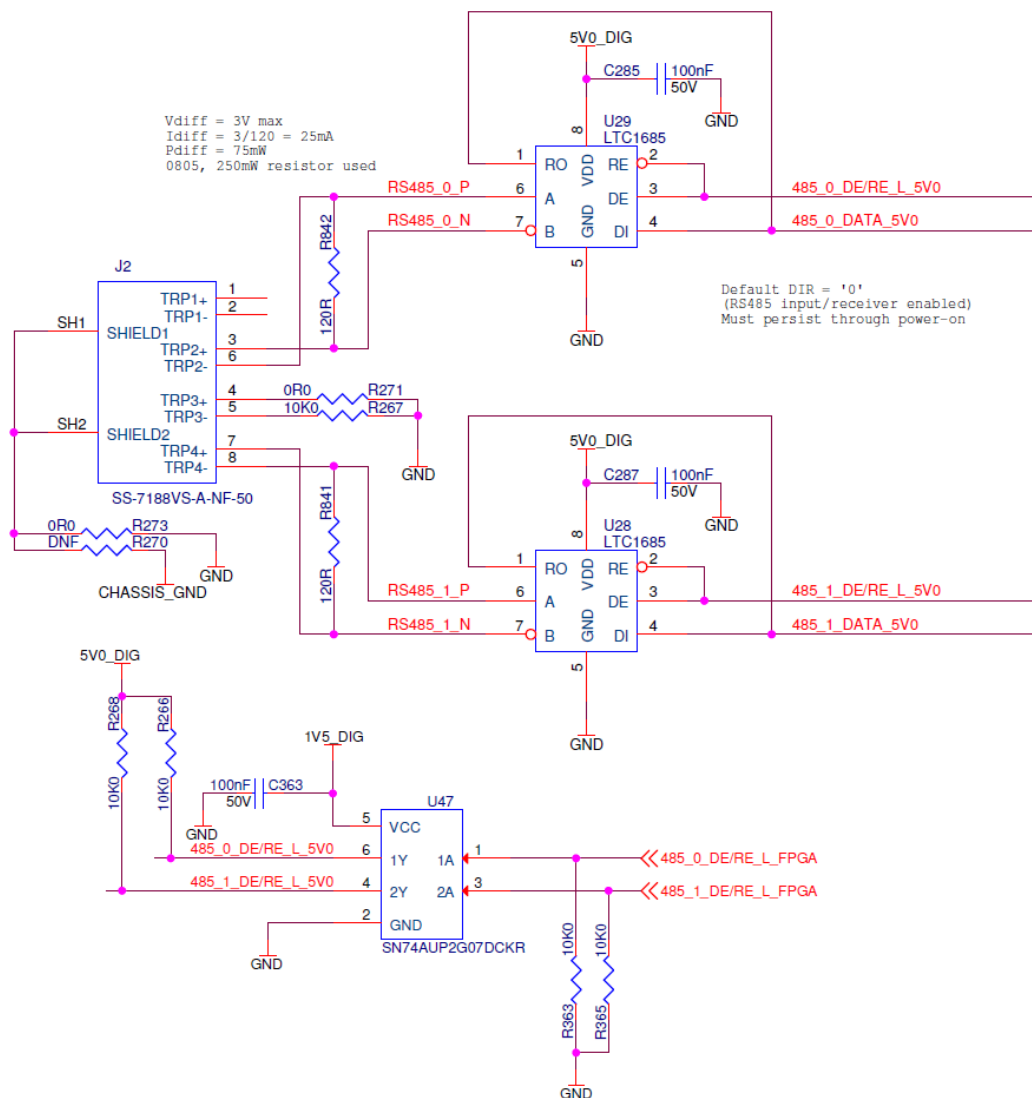 5V0_DIG
C285
100nF
50V
GND
U29
LTC1685
Vdiff = 3V max
Idiff = 3/120 = 25mA
Pdiff = 75mW
0805, 250mW resistor used
8
1 RO VDD RE 2
RS485_0_P 6 A DE 3 485_0_DE/RE_L_5V0
RS485_0_N 7 B GND DI 4 485_0_DATA_5V0
5
GND
R842
120R
Default DIR = '0'
(RS485 input/receiver enabled)
Must persist through power-on
J2
TRP1+ 1
TRP1- 2
SH1 SHIELD1
TRP2+ 3
TRP2- 6
TRP3+ 4 0R0 R271
TRP3- 5 10K0 R267
SH2 SHIELD2
TRP4+ 7
TRP4- 8
GND
SS-7188VS-A-NF-50
0R0 R273
DNF R270
GND
CHASSIS_GND
R841
120R
5V0_DIG
C287
100nF
50V
GND
U28
LTC1685
8
1 RO VDD RE 2
RS485_1_P 6 A DE 3 485_1_DE/RE_L_5V0
RS485_1_N 7 B GND DI 4 485_1_DATA_5V0
5
GND
5V0_DIG
R268
10K0
R266
10K0
1V5_DIG
100nF
50V
C363
GND
U47
5 VCC
485_0_DE/RE_L_5V0 6 1Y 1A 1 485_0_DE/RE_L_FPGA
485_1_DE/RE_L_5V0 4 2Y 2A 3 485_1_DE/RE_L_FPGA
2 GND
GND
SN74AUP2G07DCKR
10K0
R363
10K0
R365
GND